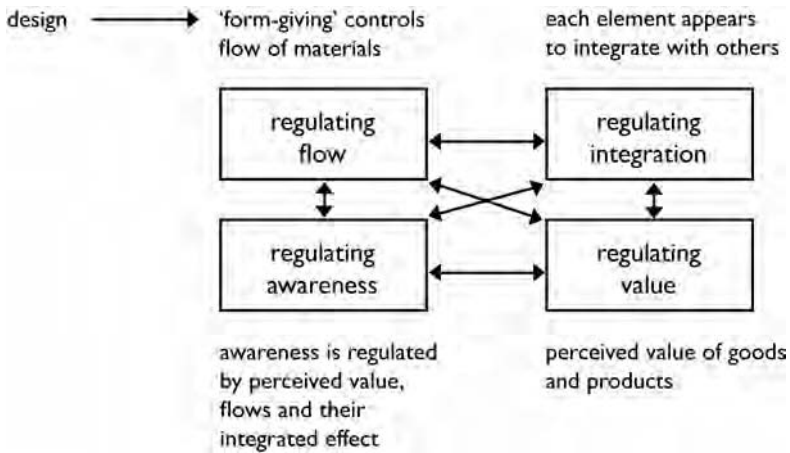 design
‘form-giving’ controls
flow of materials
each element appears
to integrate with others
regulating
flow
regulating
integration
regulating
awareness
regulating
value
awareness is regulated
by perceived value,
flows and their
integrated effect
perceived value of goods
and products